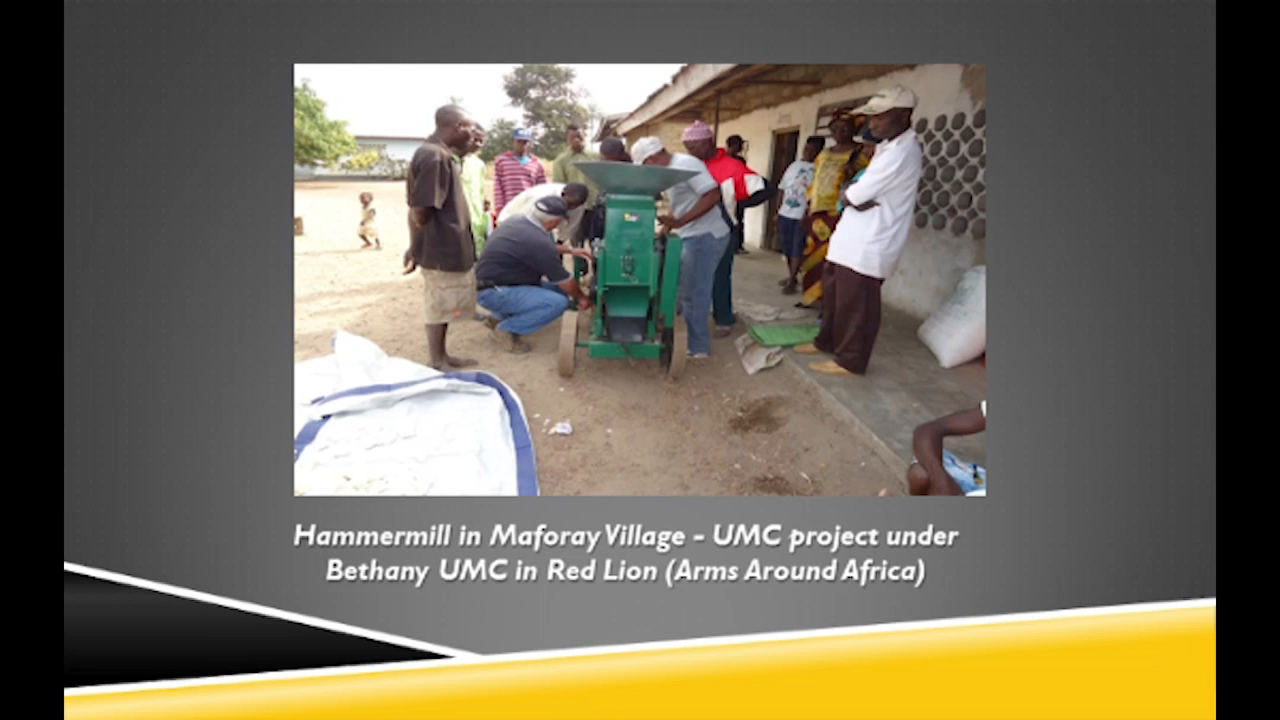 Hammermill in Maforay Village - UMC project under
Bethany UMC in Red Lion (Arms Around Africa)